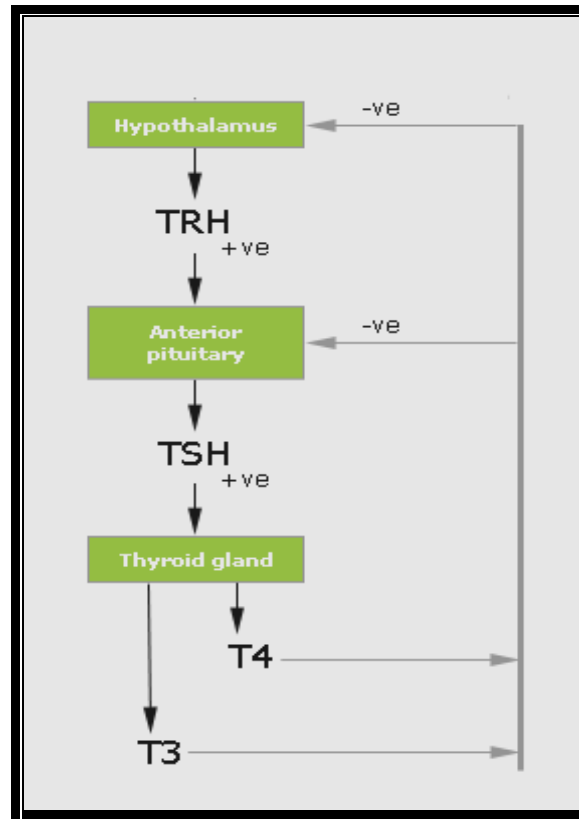 -ve
Hypothalamus
TRH
+ve
Anterior
pituitary
-ve
TSH
+ve
Thyroid gland
T4
T3